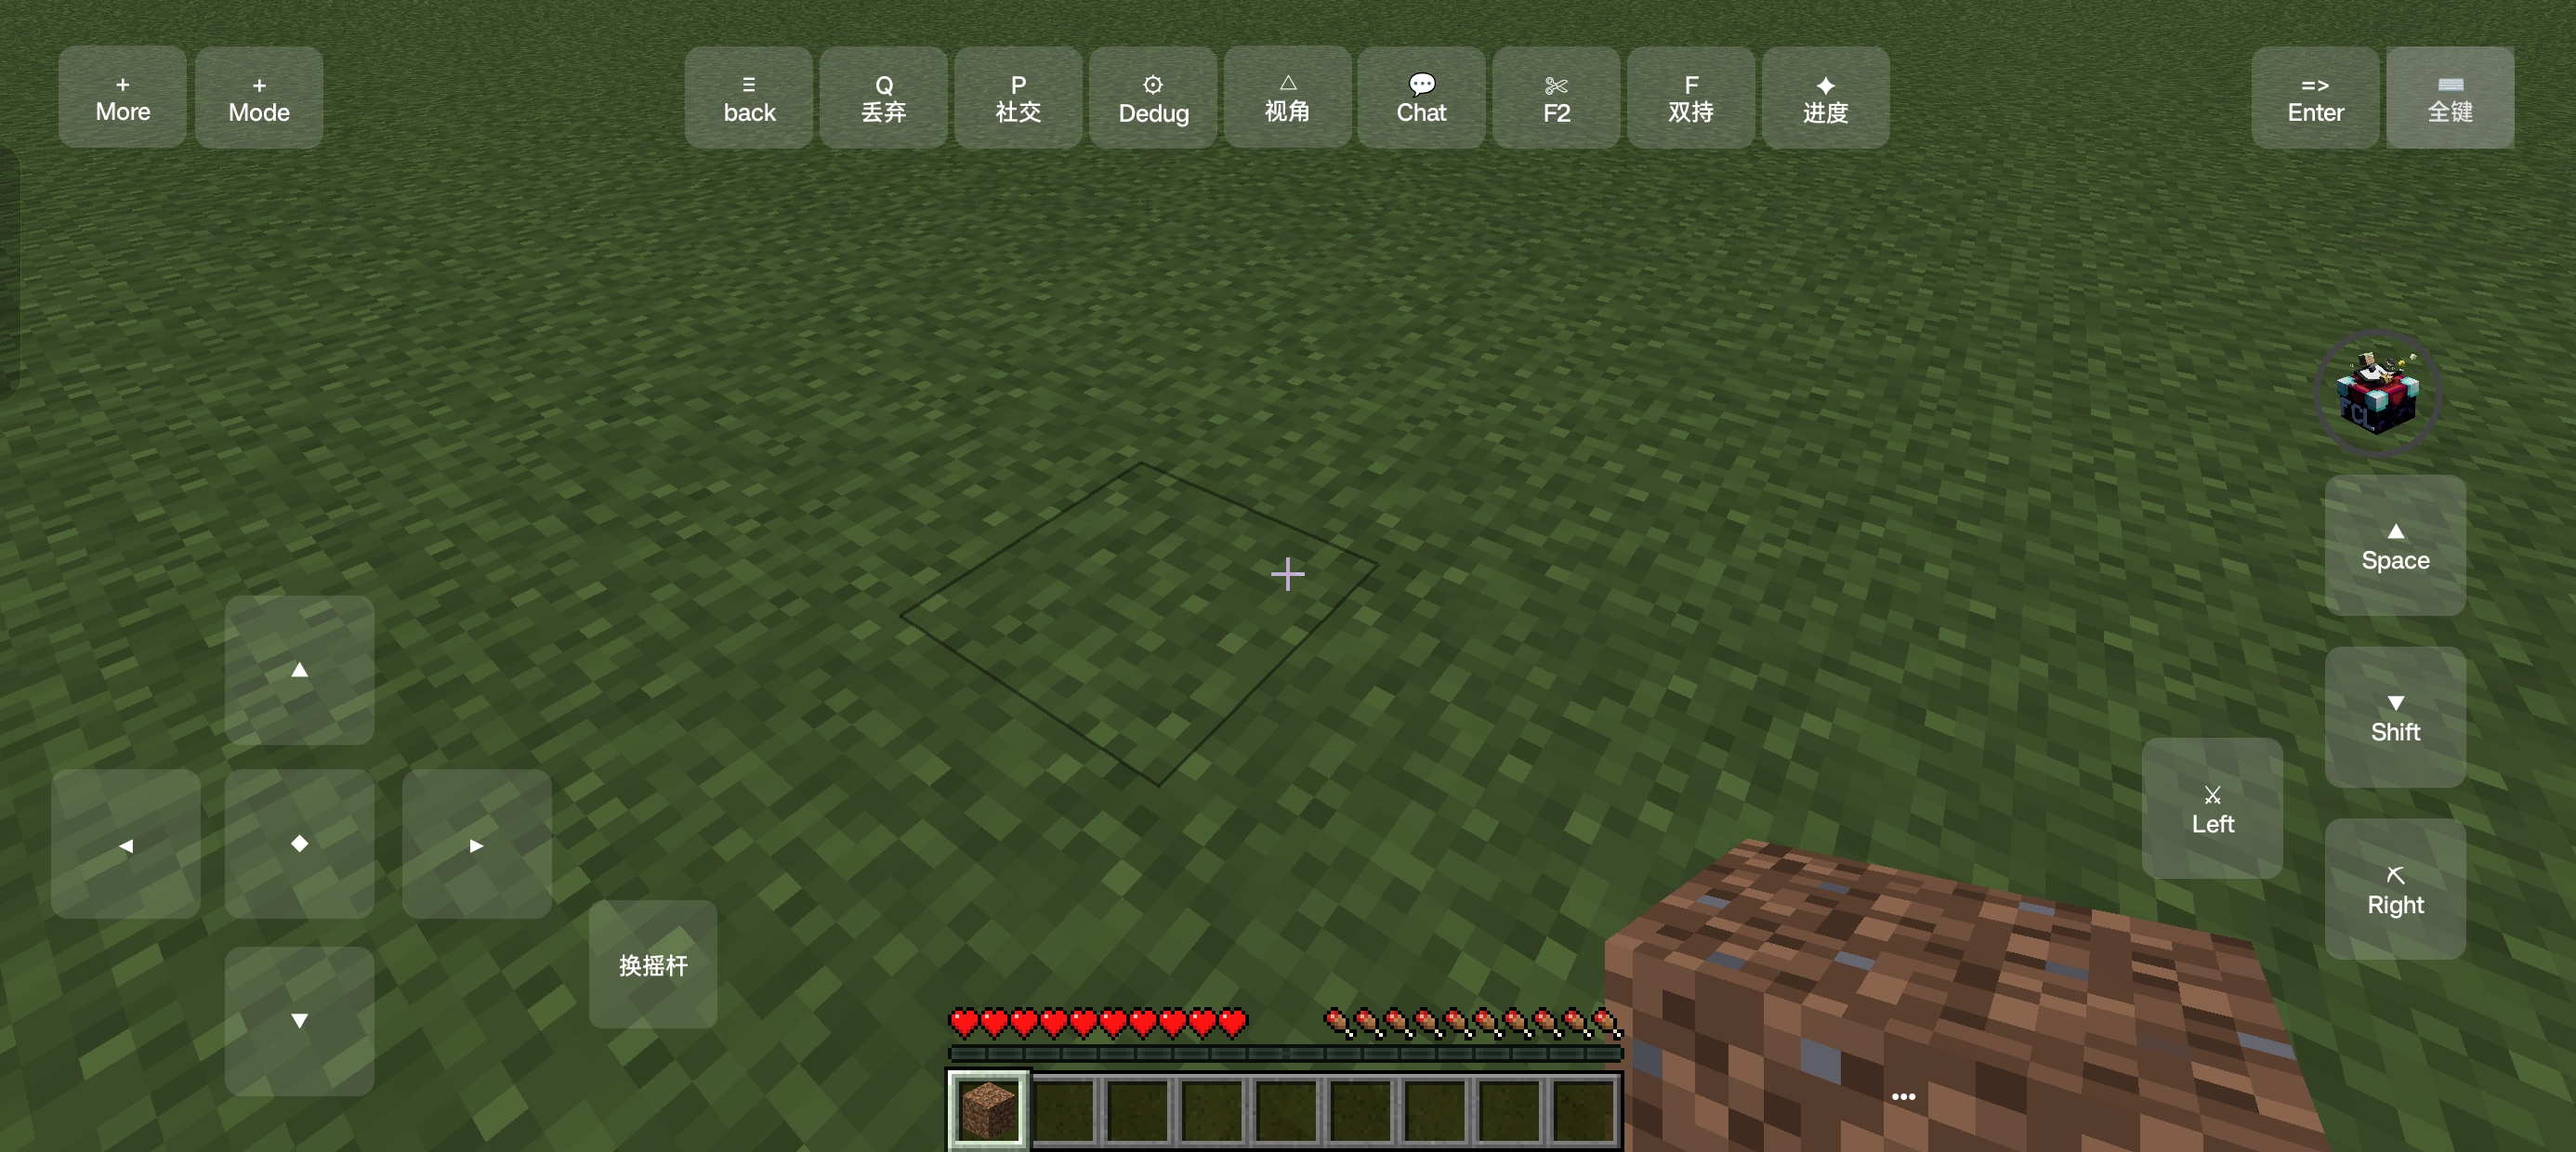 +
More
+
Mode
back
Q
丢弃
P
社交
Dedug
视角
Chat
F2
F
双持
进度
=>
Enter
全键
FCL
Space
Shift
Left
Right
换摇杆
...